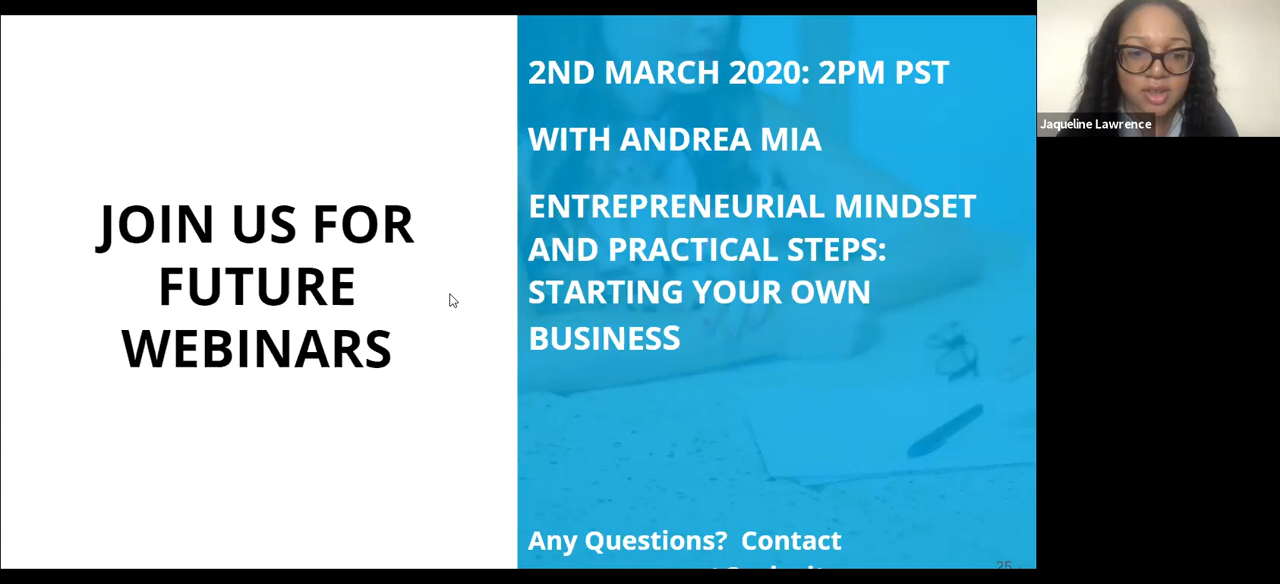 JOIN US FOR
FUTURE
WEBINARS
2ND MARCH 2020: 2PM PST
WITH ANDREA MIA
ENTREPRENEURIAL MINDSET
AND PRACTICAL STEPS:
STARTING YOUR OWN
BUSINESS
Any Questions?  Contact
25
Jaqueline Lawrence